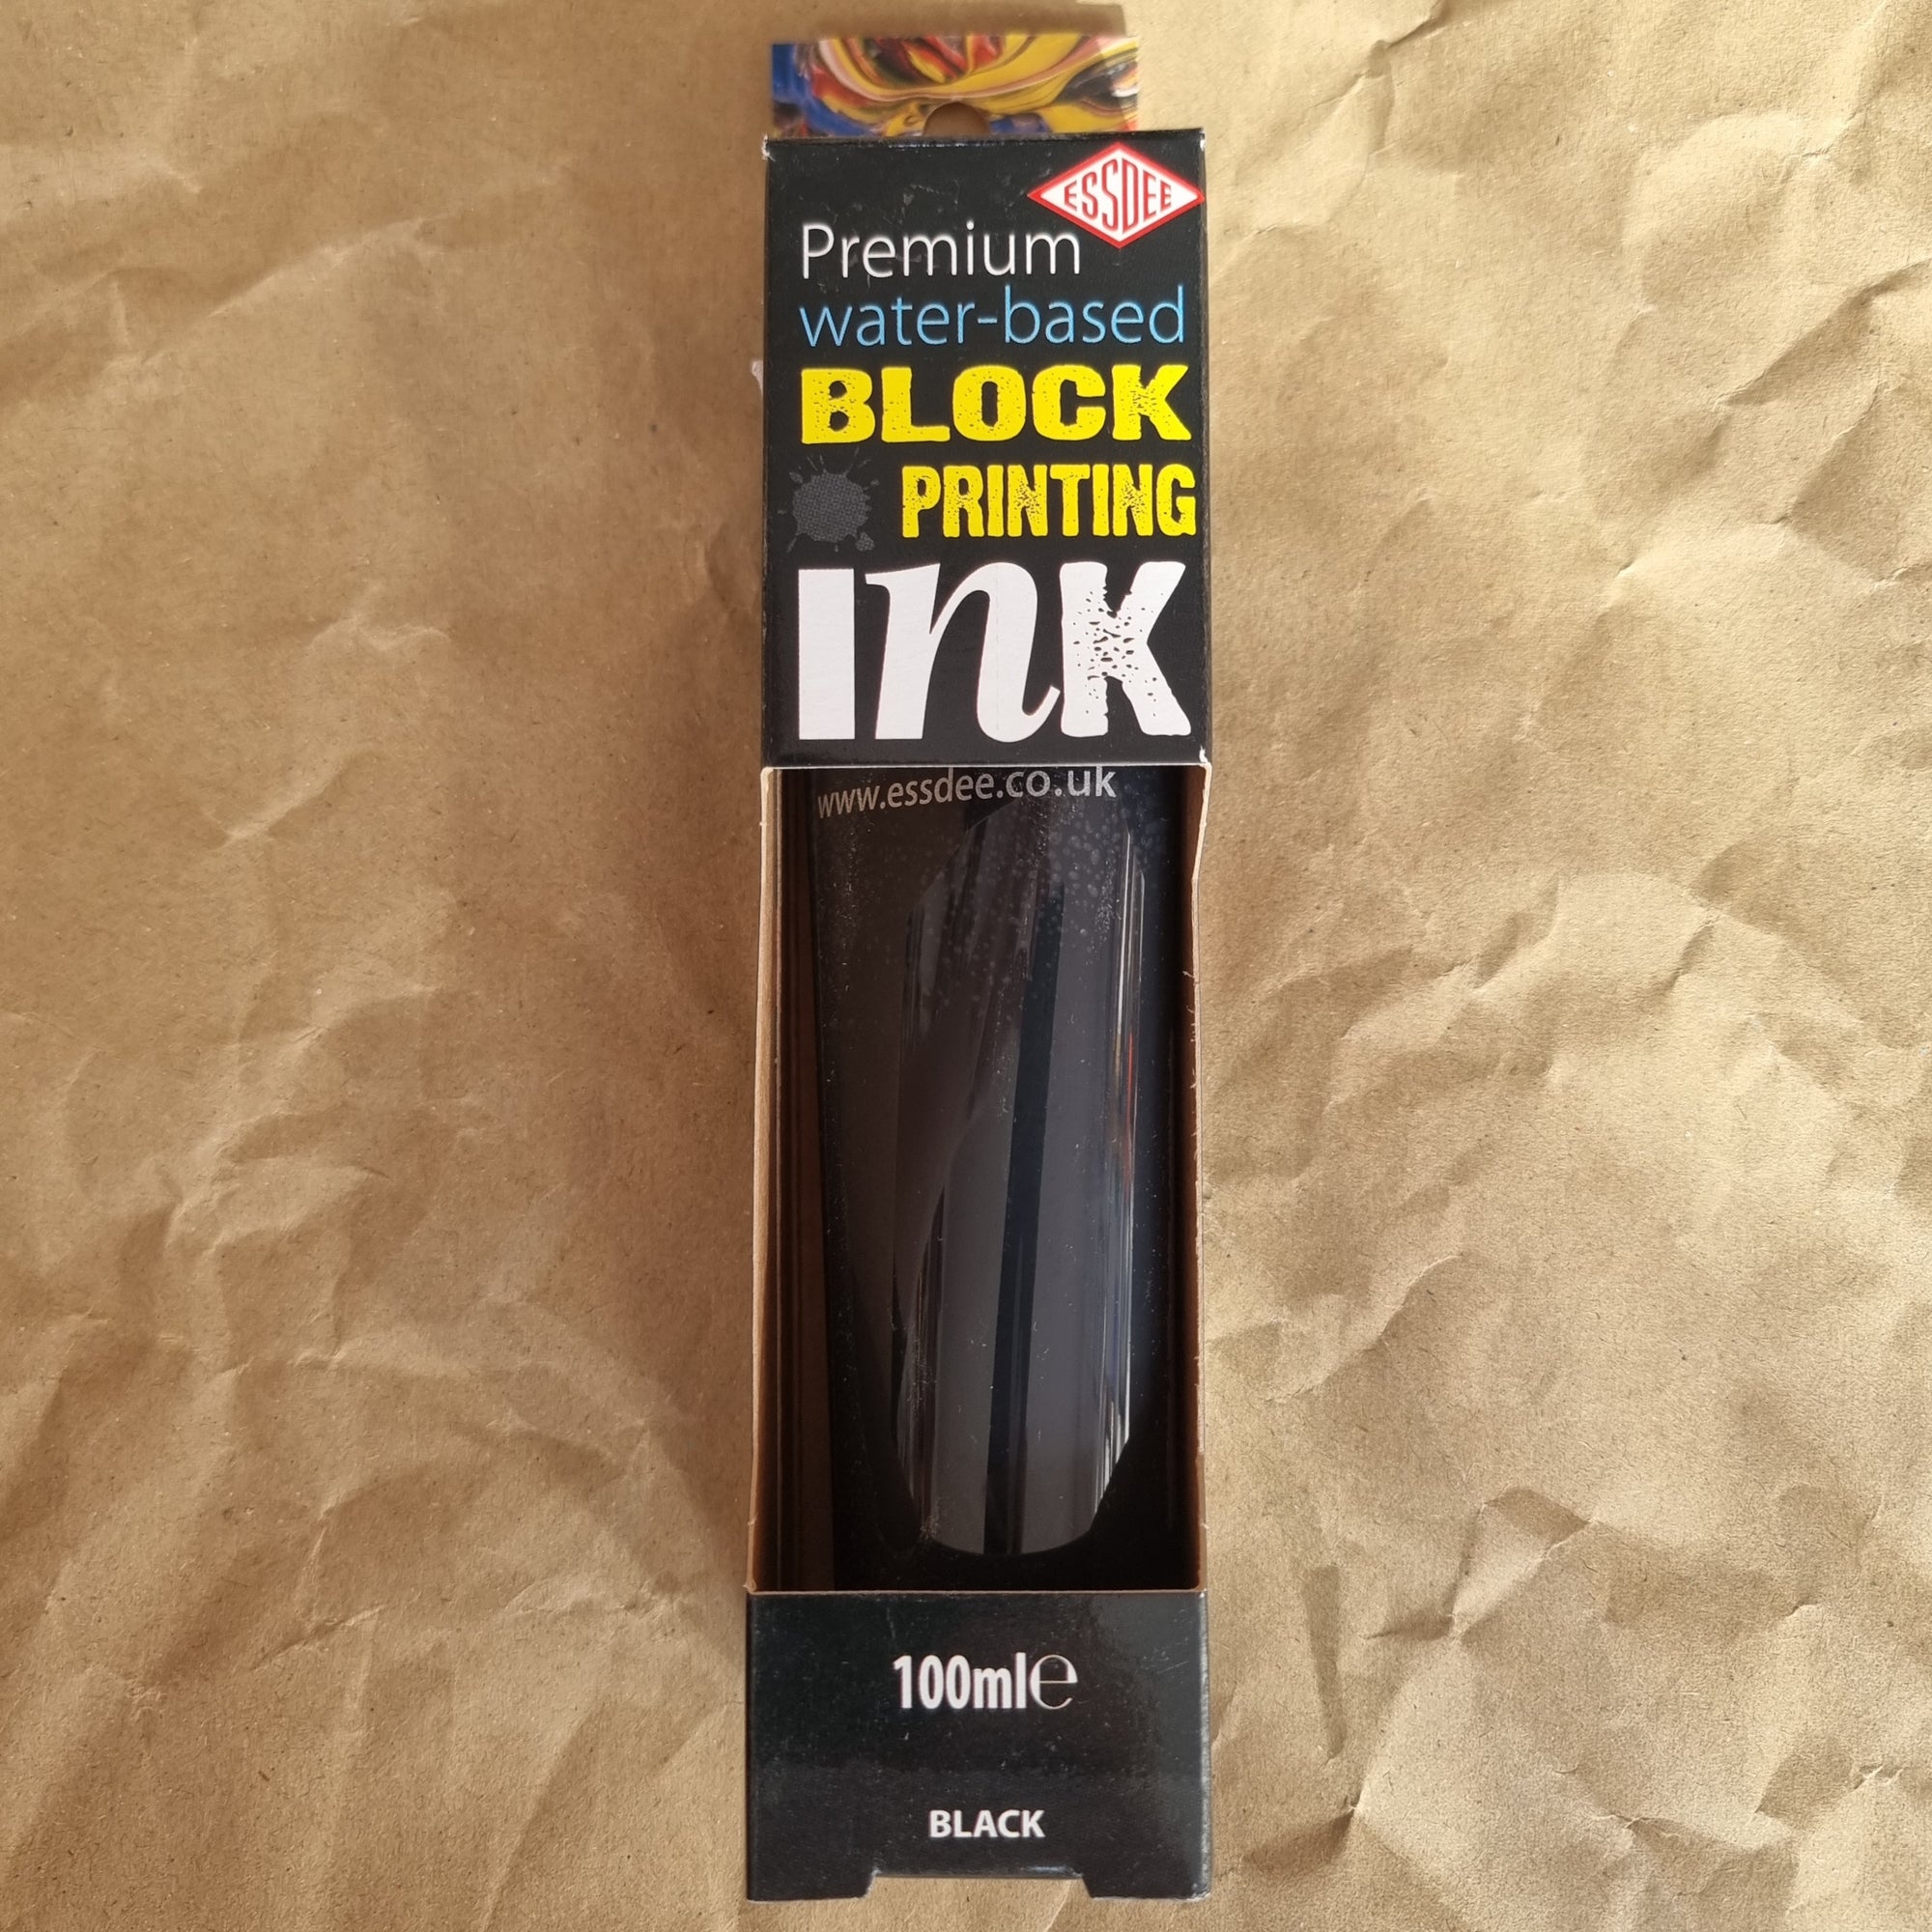 ESSDEE
Premium
water-based
BLOCK
PRINTING
INK
www.essdee.co.uk
100ml℮
BLACK